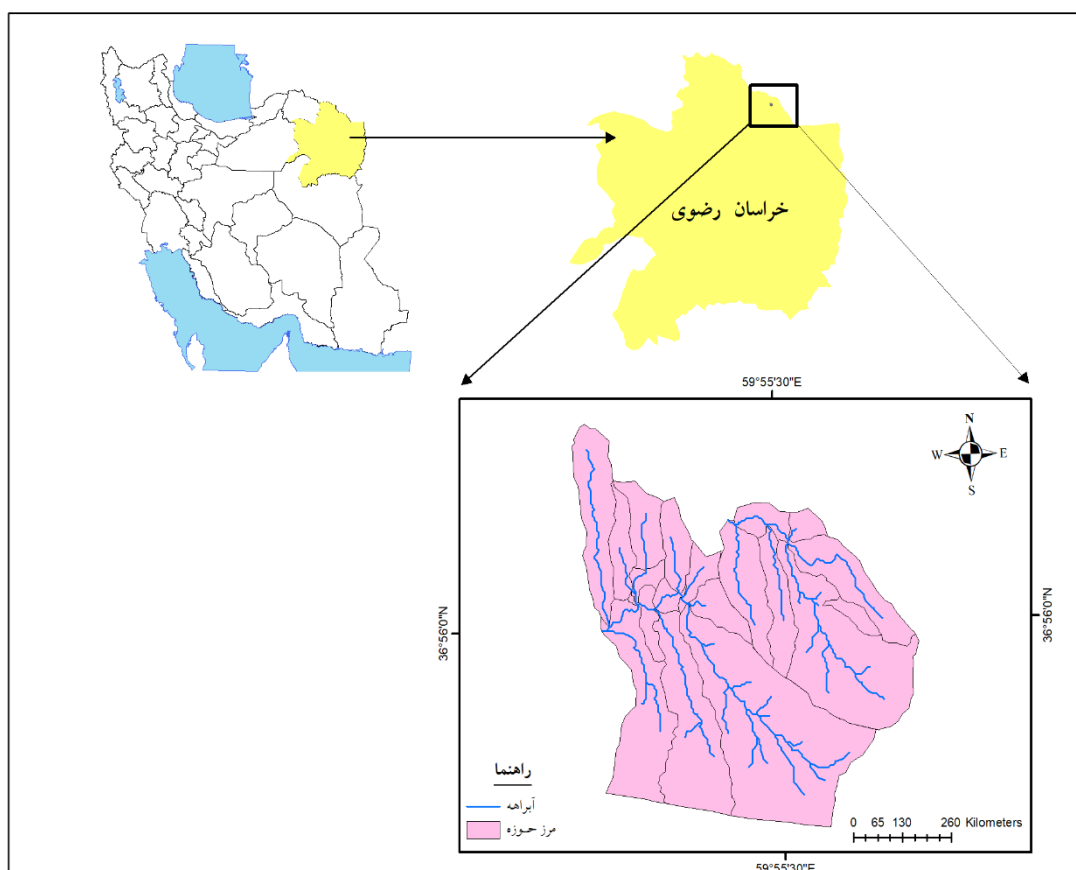 خراسان رضوی
59°55'30"E
N
W
E
S
36°56'0"N
36°56'0"N
راهنما
آبراهه
مرز حـوزه
0 65 130 260 Kilometers
59°55'30"E